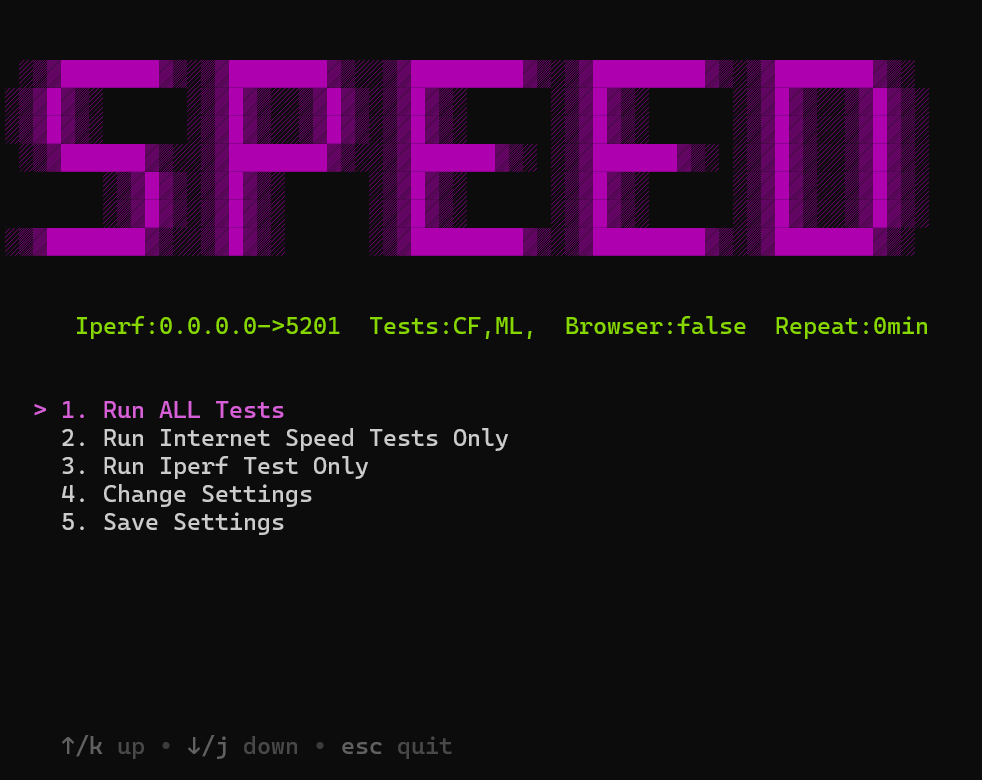 SPEED
Iperf:0.0.0.0->5201  Tests:CF,ML,  Browser:false  Repeat:0min
> 1. Run ALL Tests
2. Run Internet Speed Tests Only
3. Run Iperf Test Only
4. Change Settings
5. Save Settings
↑/k up • ↓/j down • esc quit